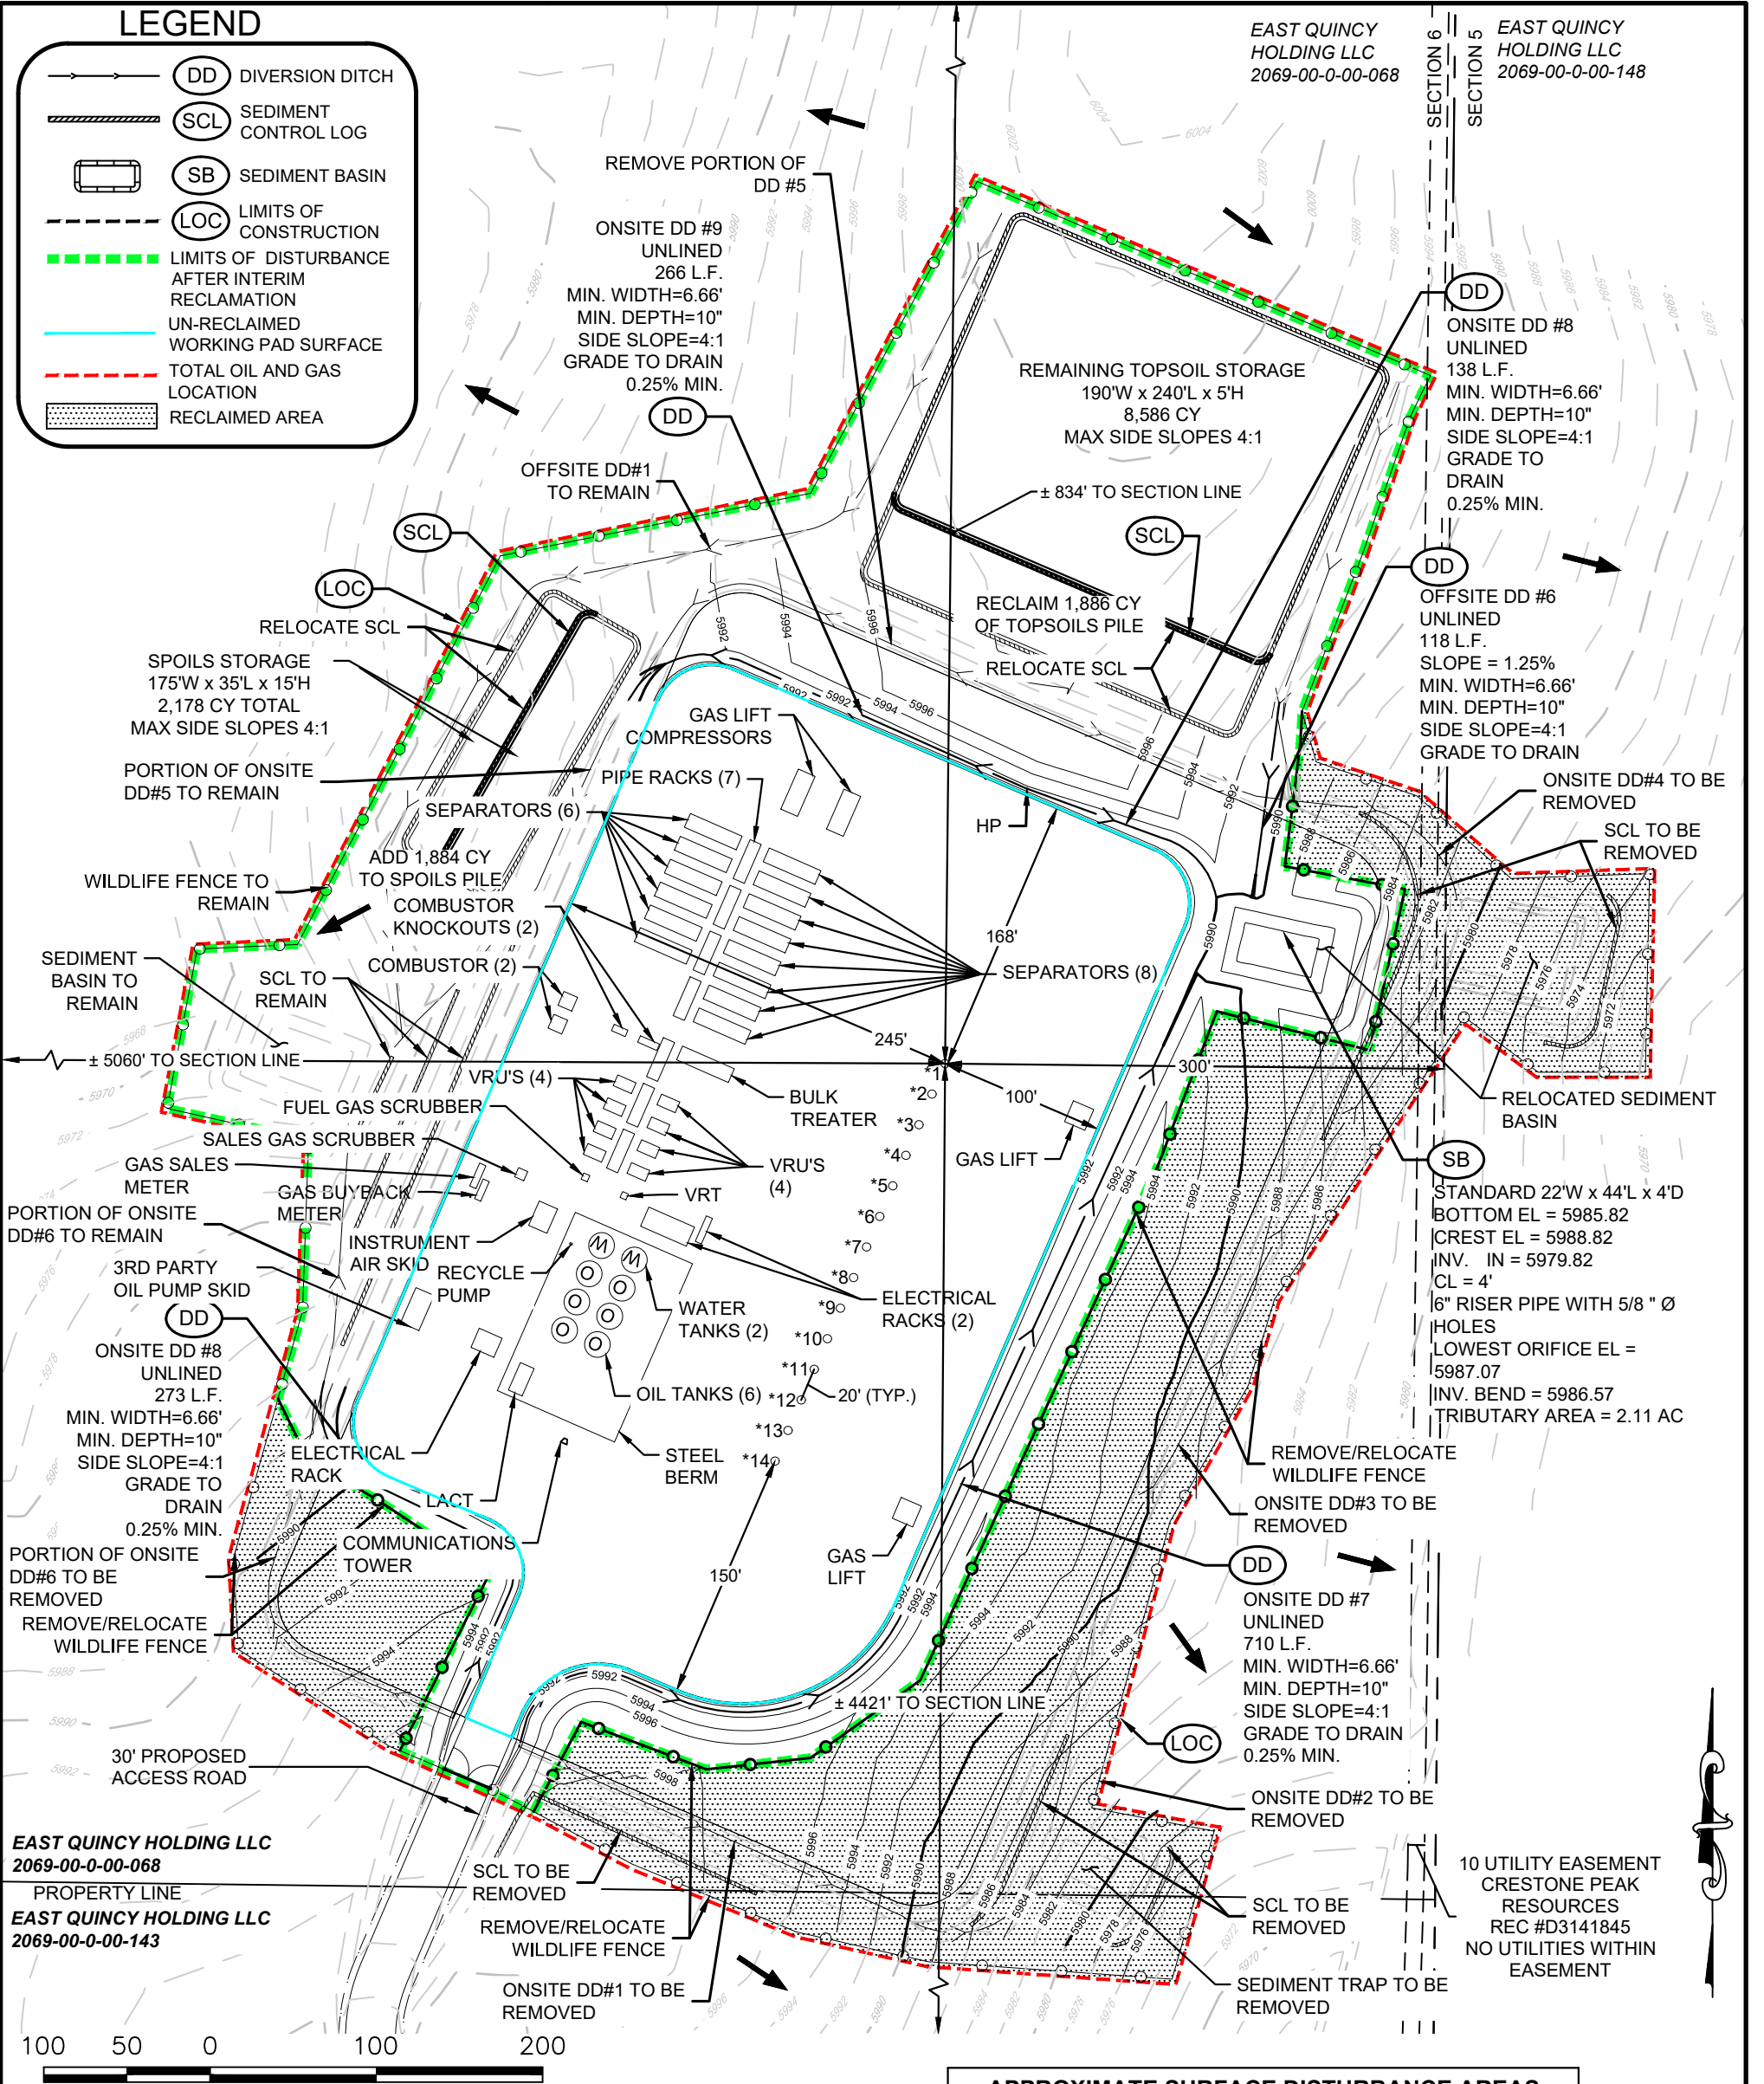 LEGEND
DD DIVERSION DITCH
SCL SEDIMENT
CONTROL LOG
SB SEDIMENT BASIN
LOC LIMITS OF
CONSTRUCTION
LIMITS OF DISTURBANCE
AFTER INTERIM
RECLAMATION
UN-RECLAIMED
WORKING PAD SURFACE
TOTAL OIL AND GAS
LOCATION
RECLAIMED AREA
EAST QUINCY
HOLDING LLC
2069-00-0-00-068
SECTION 6
SECTION 5
EAST QUINCY
HOLDING LLC
2069-00-0-00-148
REMOVE PORTION OF
DD #5
ONSITE DD #9
UNLINED
266 L.F.
MIN. WIDTH=6.66'
MIN. DEPTH=10"
SIDE SLOPE=4:1
GRADE TO DRAIN
0.25% MIN.
DD
DD
ONSITE DD #8
UNLINED
138 L.F.
MIN. WIDTH=6.66'
MIN. DEPTH=10"
SIDE SLOPE=4:1
GRADE TO
DRAIN
0.25% MIN.
REMAINING TOPSOIL STORAGE
190'W x 240'L x 5'H
8,586 CY
MAX SIDE SLOPES 4:1
OFFSITE DD#1
TO REMAIN
± 834' TO SECTION LINE
SCL
SCL
LOC
RELOCATE SCL
DD
OFFSITE DD #6
UNLINED
118 L.F.
SLOPE = 1.25%
MIN. WIDTH=6.66'
MIN. DEPTH=10"
SIDE SLOPE=4:1
GRADE TO DRAIN
RECLAIM 1,886 CY
OF TOPSOILS PILE
RELOCATE SCL
SPOILS STORAGE
175'W x 35'L x 15'H
2,178 CY TOTAL
MAX SIDE SLOPES 4:1
GAS LIFT
COMPRESSORS
PORTION OF ONSITE
DD#5 TO REMAIN
PIPE RACKS (7)
SEPARATORS (6)
HP
ONSITE DD#4 TO BE
REMOVED
SCL TO BE
REMOVED
ADD 1,884 CY
TO SPOILS PILE
WILDLIFE FENCE TO
REMAIN
COMBUSTOR
KNOCKOUTS (2)
168'
SEDIMENT
BASIN TO
REMAIN
SCL TO
REMAIN
COMBUSTOR (2)
SEPARATORS (8)
245'
± 5060' TO SECTION LINE
300'
VRU'S (4)
*1
*2
*3
*4
*5
*6
*7
*8
*9
*10
*11
*12
*13
*14
100'
BULK
TREATER
FUEL GAS SCRUBBER
RELOCATED SEDIMENT
BASIN
SALES GAS SCRUBBER
GAS LIFT
VRU'S
(4)
GAS SALES
METER
GAS BUYBACK
METER
VRT
SB
STANDARD 22'W x 44'L x 4'D
BOTTOM EL = 5985.82
CREST EL = 5988.82
INV. IN = 5979.82
CL = 4'
6" RISER PIPE WITH 5/8 " Ø
HOLES
LOWEST ORIFICE EL =
5987.07
INV. BEND = 5986.57
TRIBUTARY AREA = 2.11 AC
PORTION OF ONSITE
DD#6 TO REMAIN
INSTRUMENT
AIR SKID
RECYCLE
PUMP
3RD PARTY
OIL PUMP SKID
WATER
TANKS (2)
ELECTRICAL
RACKS (2)
DD
ONSITE DD #8
UNLINED
273 L.F.
MIN. WIDTH=6.66'
MIN. DEPTH=10"
SIDE SLOPE=4:1
GRADE TO
DRAIN
0.25% MIN.
OIL TANKS (6)
20' (TYP.)
ELECTRICAL
RACK
STEEL
BERM
LACT
COMMUNICATIONS
TOWER
GAS
LIFT
150'
REMOVE/RELOCATE
WILDLIFE FENCE
ONSITE DD#3 TO BE
REMOVED
PORTION OF ONSITE
DD#6 TO BE
REMOVED
REMOVE/RELOCATE
WILDLIFE FENCE
DD
ONSITE DD #7
UNLINED
710 L.F.
MIN. WIDTH=6.66'
MIN. DEPTH=10"
SIDE SLOPE=4:1
GRADE TO DRAIN
0.25% MIN.
± 4421' TO SECTION LINE
LOC
30' PROPOSED
ACCESS ROAD
ONSITE DD#2 TO BE
REMOVED
EAST QUINCY HOLDING LLC
2069-00-0-00-068
PROPERTY LINE
EAST QUINCY HOLDING LLC
2069-00-0-00-143
SCL TO BE
REMOVED
REMOVE/RELOCATE
WILDLIFE FENCE
ONSITE DD#1 TO BE
REMOVED
SCL TO BE
REMOVED
SEDIMENT TRAP TO BE
REMOVED
10 UTILITY EASEMENT
CRESTONE PEAK
RESOURCES
REC #D3141845
NO UTILITIES WITHIN
EASEMENT
100 50 0 100 200
APPROXIMATE SURFACE DISTURBANCE AREAS